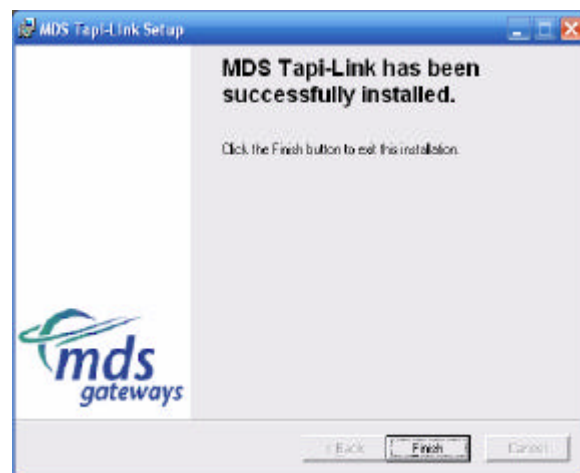 MDS Tapi-Link Setup
MDS Tapi-Link has been
successfully installed.
Click the Finish button to exit this installation.
mds
gateways
< Back
Finish
Cancel